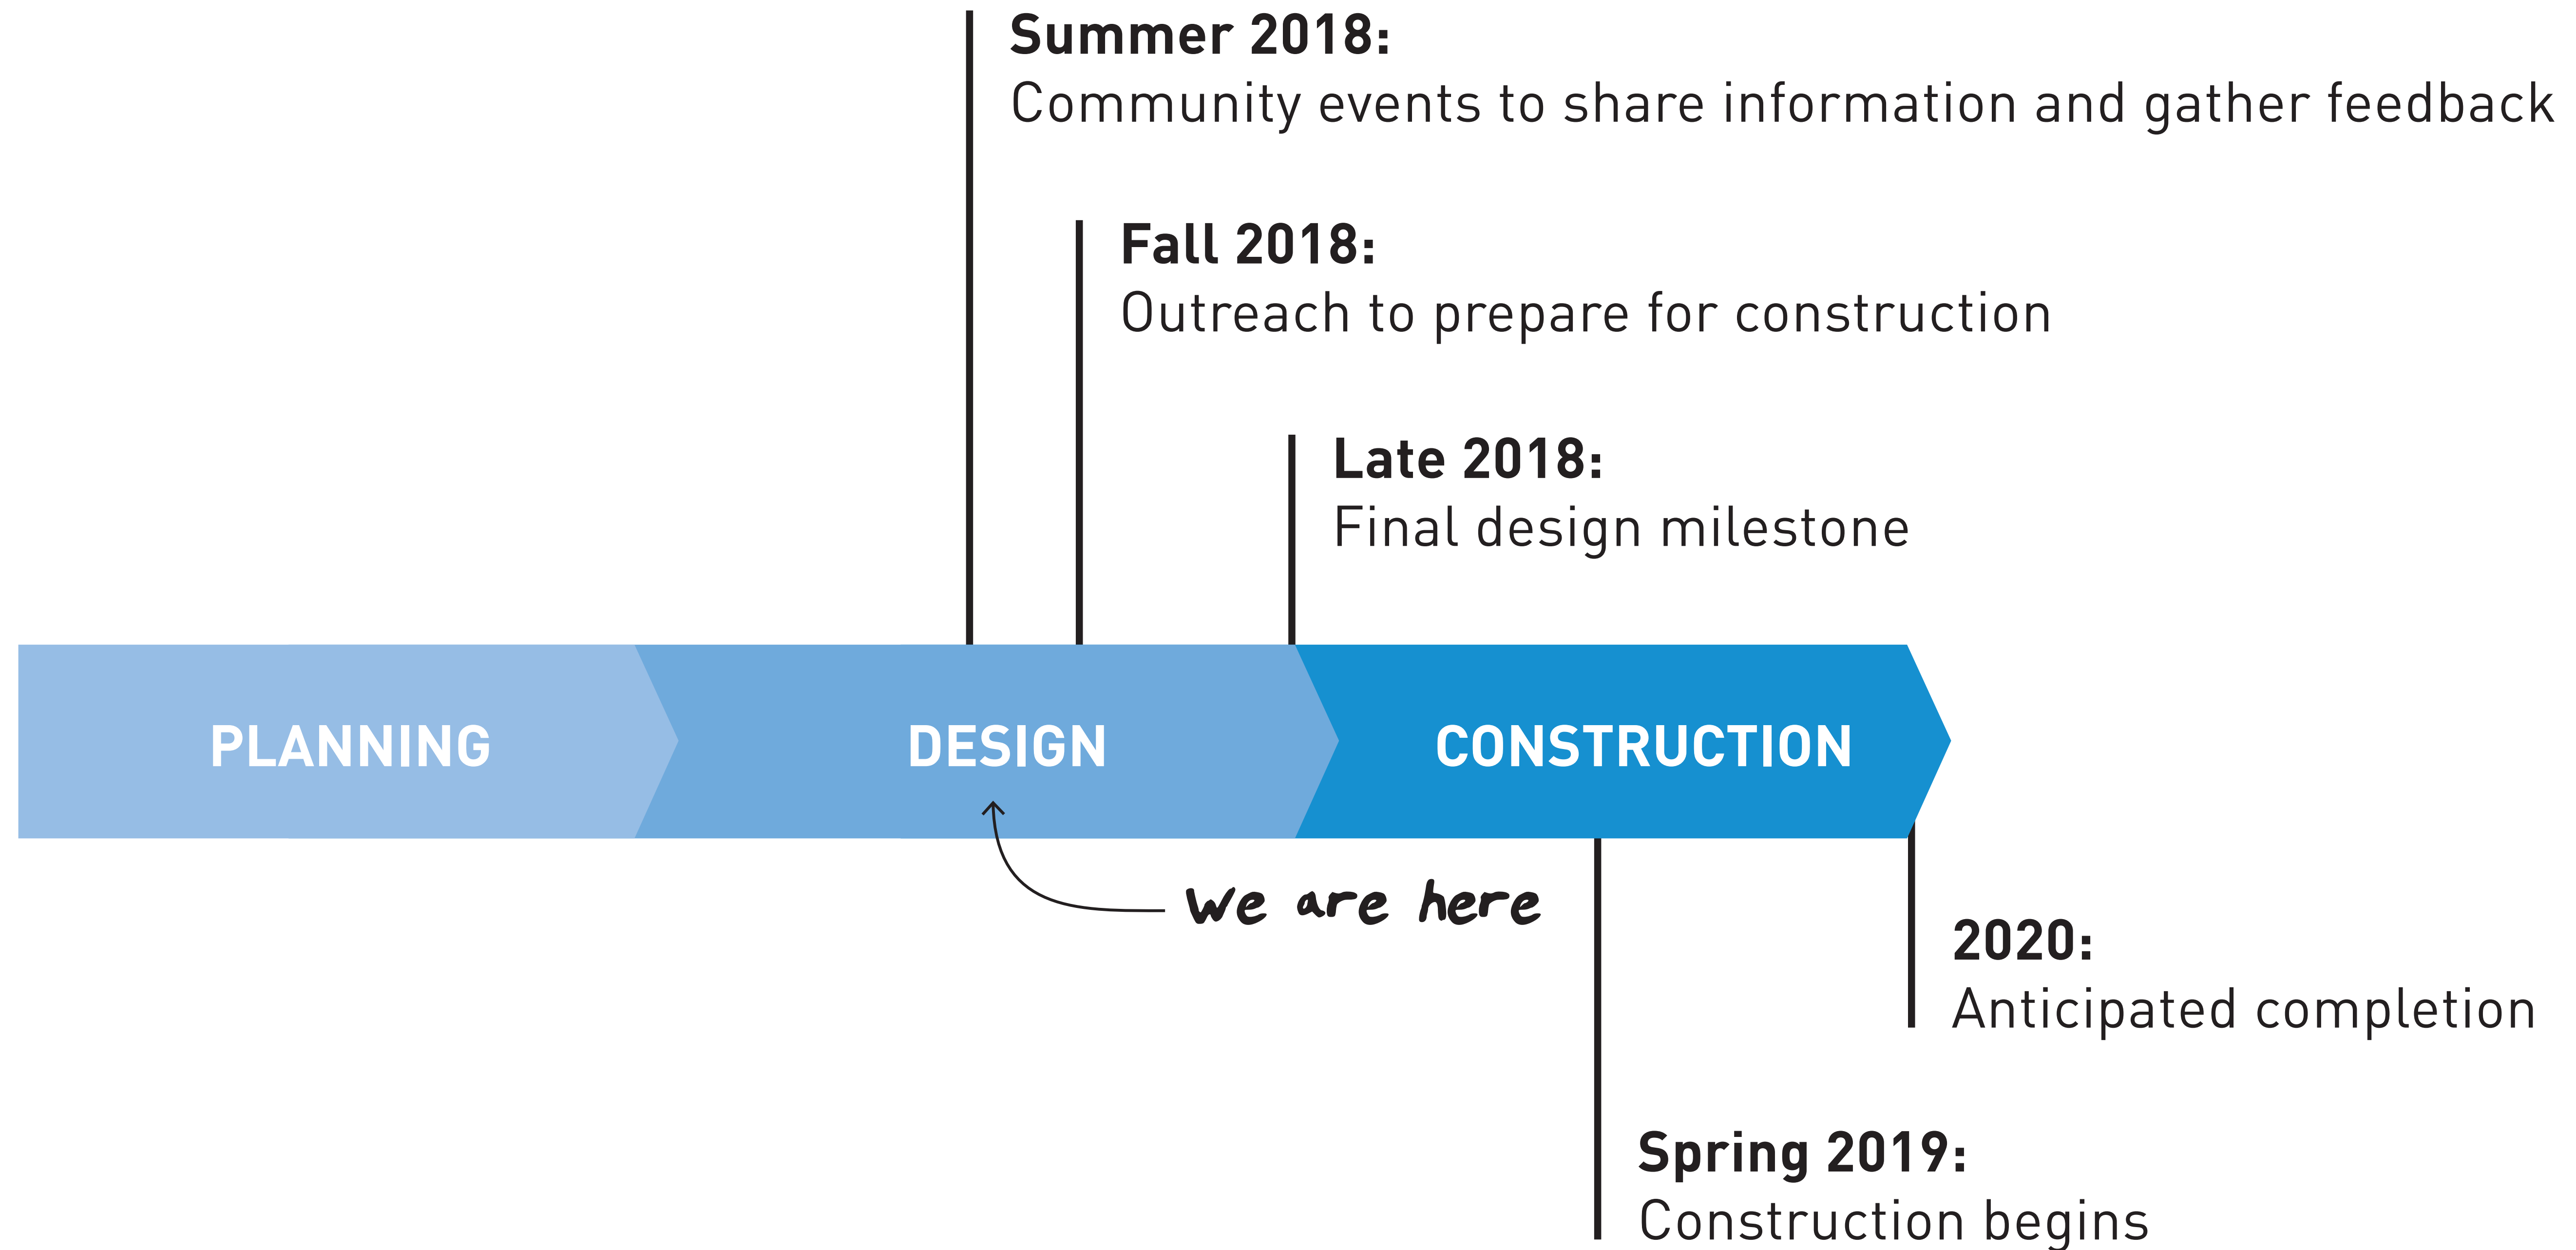 Summer 2018:
Community events to share information and gather feedback
Fall 2018:
Outreach to prepare for construction
Late 2018:
Final design milestone
PLANNING
DESIGN
CONSTRUCTION
we are here
2020:
Anticipated completion
Spring 2019:
Construction begins